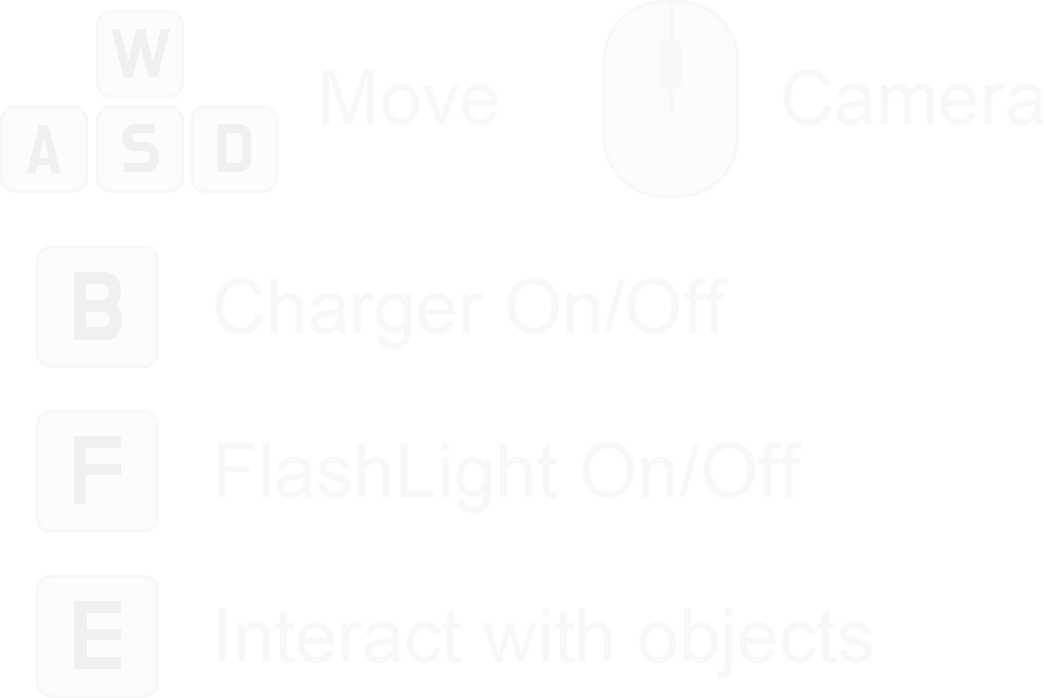 W
A S D Move Camera
B Charger On/Off
F FlashLight On/Off
E Interact with objects